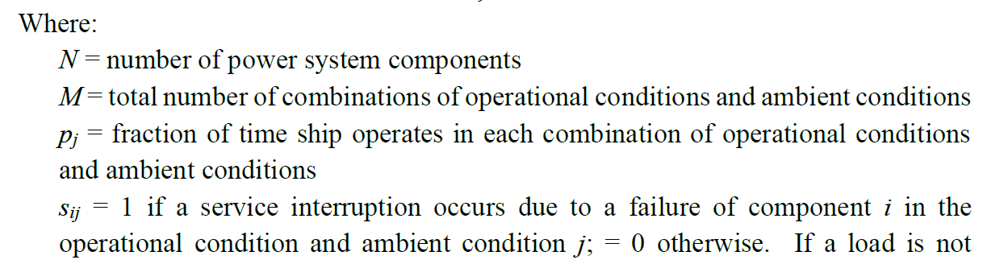 Where:
N = number of power system components
M = total number of combinations of operational conditions and ambient conditions
pj = fraction of time ship operates in each combination of operational conditions
and ambient conditions
sij = 1 if a service interruption occurs due to a failure of component i in the
operational condition and ambient condition j; = 0 otherwise. If a load is not